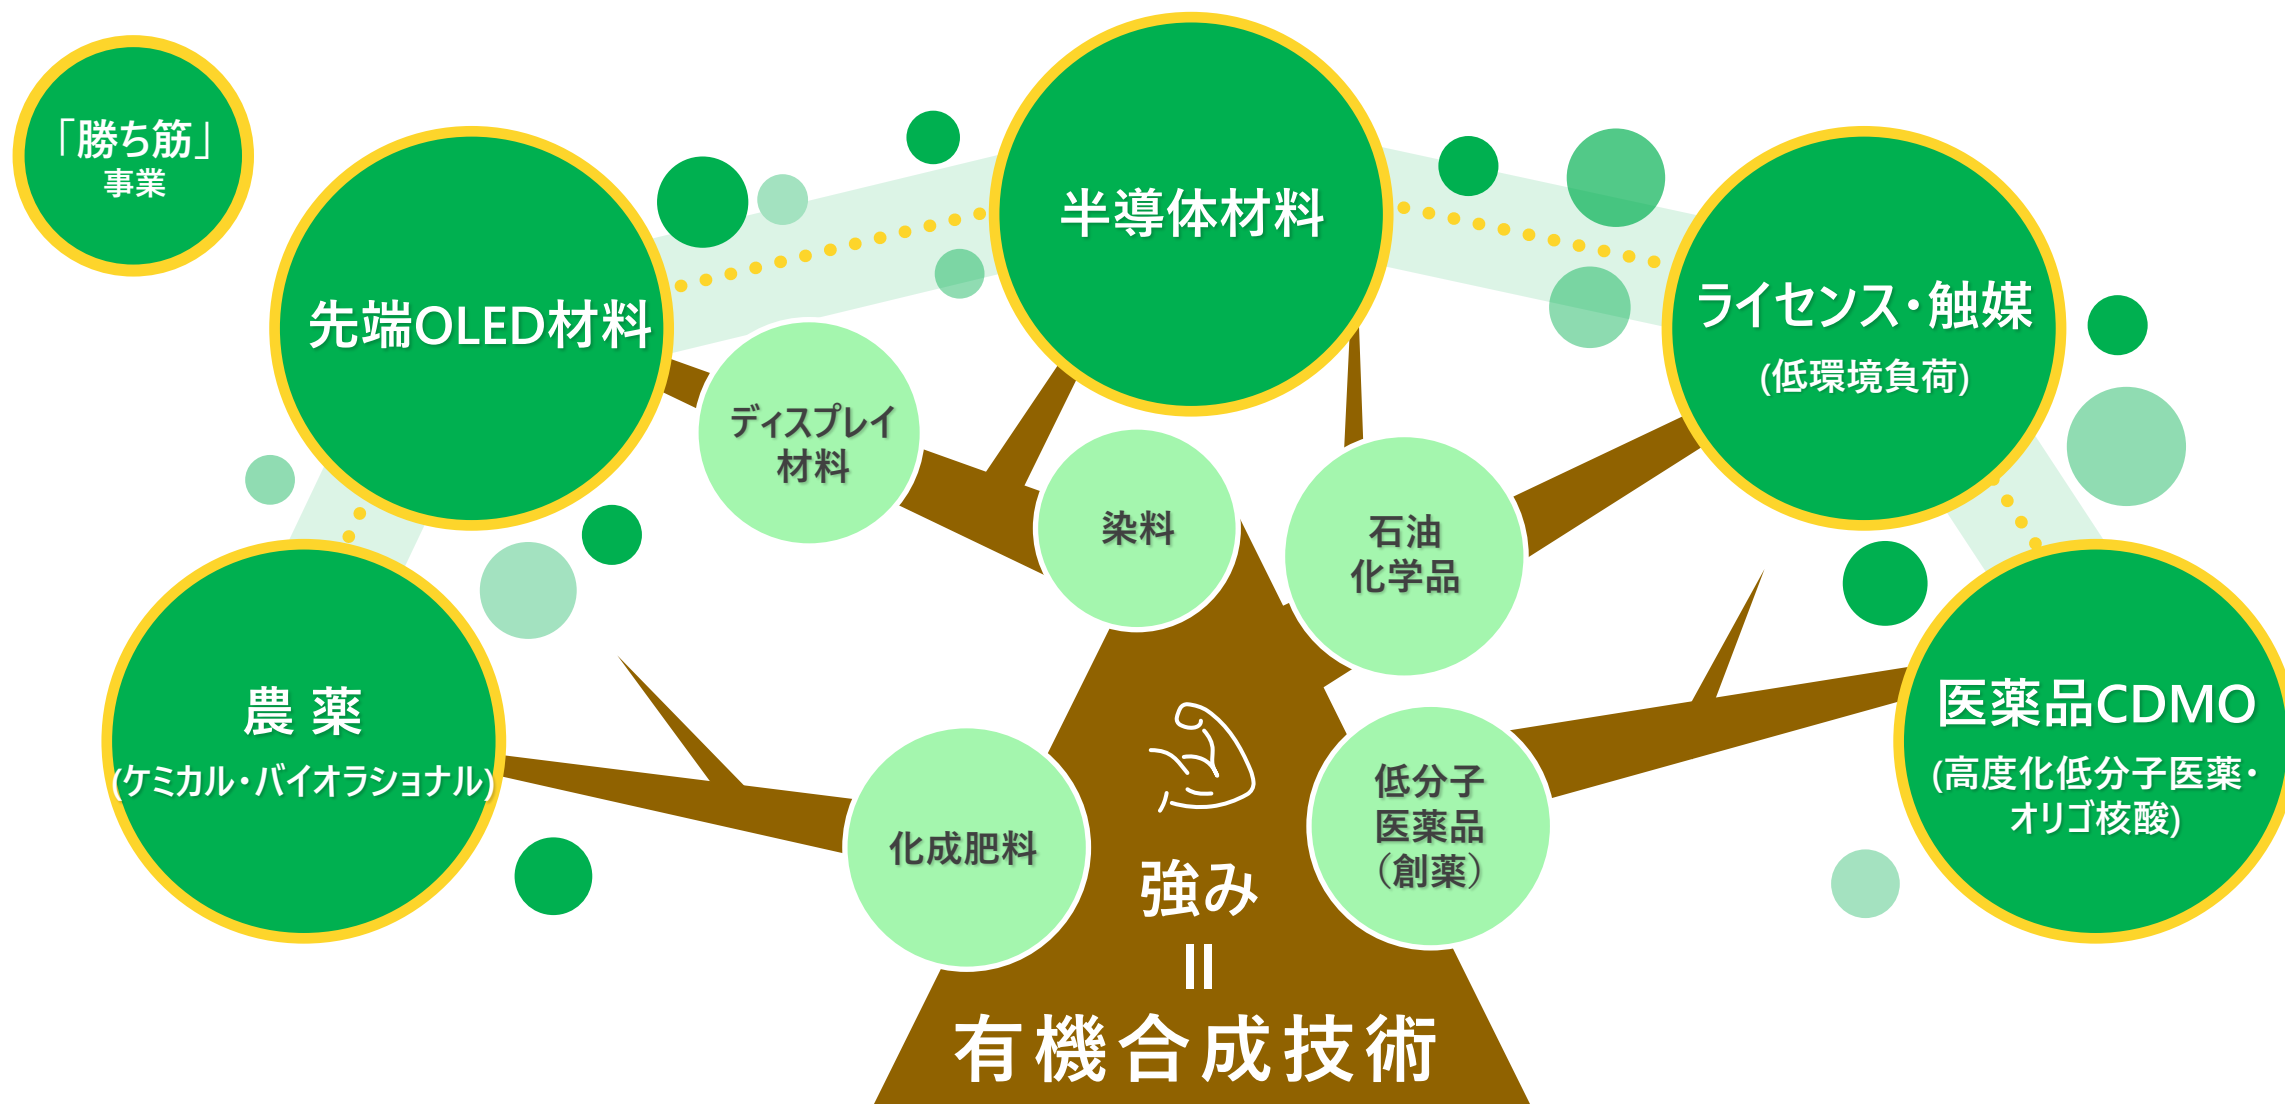 「勝ち筋」
事業
先端OLED材料
半導体材料
ライセンス・触媒
(低環境負荷)
ディスプレイ
材料
染料
石油
化学品
農 薬
(ケミカル・バイオラショナル)
化成肥料
低分子
医薬品
（創薬）
医薬品CDMO
(高度化低分子医薬・
オリゴ核酸)
強み
＝
有機合成技術